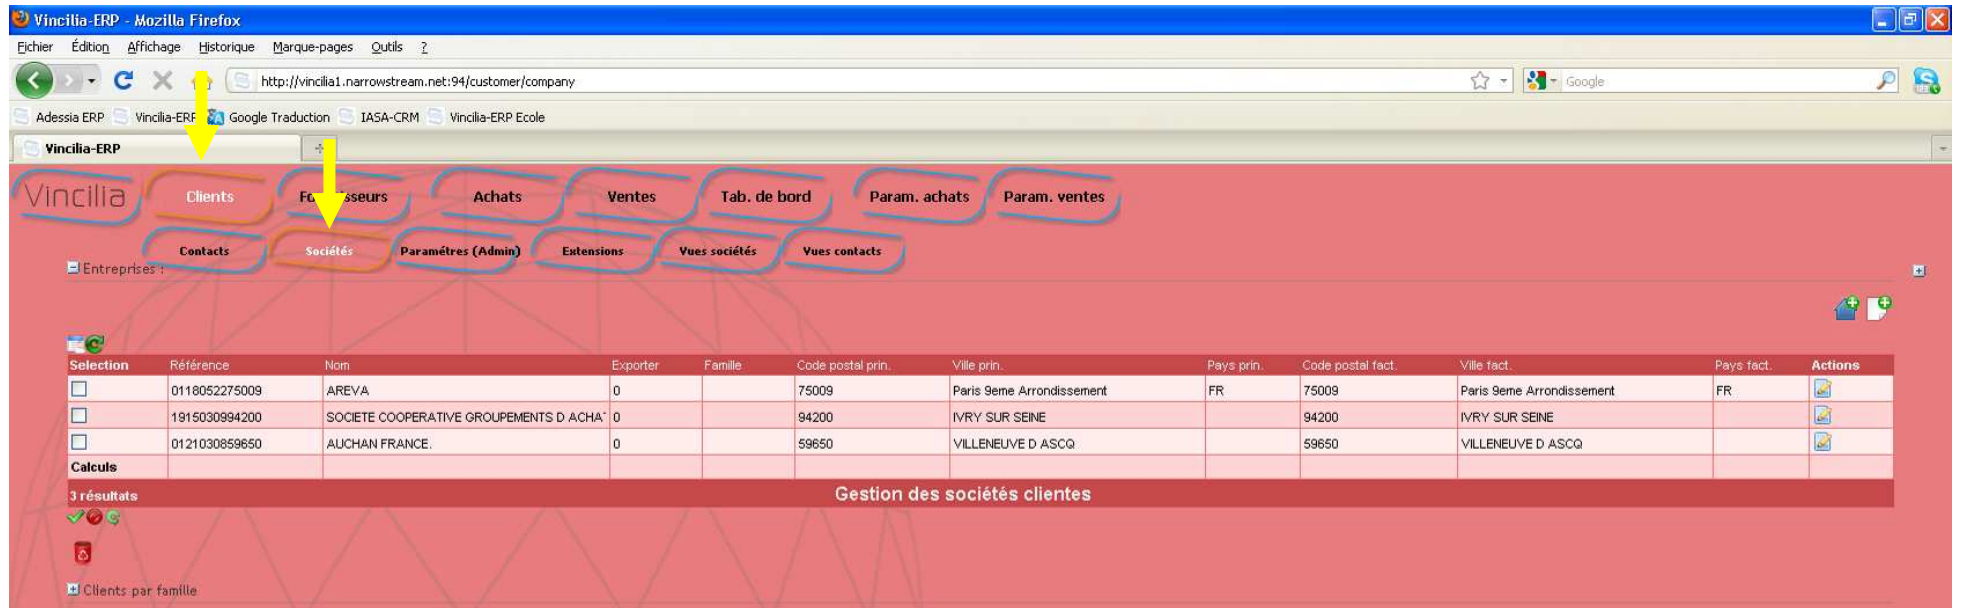 Vincilia-ERP - Mozilla Firefox
Fichier Édition Affichage Historique Marque-pages Outils ?
http://vincilia1.narrowstream.net:94/customer/company Google
Adessia ERP Vincilia-ERP Google Traduction IASA-CRM Vincilia-ERP Ecole
Vincilia-ERP
Vincilia Clients Achats Ventes Tab. de bord Param. achats Param. ventes
Contacts Sociétés Paramétres (Admin) Extensions Vues sociétés Vues contacts
Entreprises :
Selection Référence Nom Exporter Famille Code postal prin. Ville prin. Pays prin. Code postal fact. Ville fact. Pays fact. Actions
0118052275009 AREVA 0 75009 Paris 9eme Arrondissement FR 75009 Paris 9eme Arrondissement FR
1915030994200 SOCIETE COOPERATIVE GROUPEMENTS D ACHA 0 94200 IVRY SUR SEINE 94200 IVRY SUR SEINE
0121030859650 AUCHAN FRANCE. 0 59650 VILLENEUVE D ASCQ 59650 VILLENEUVE D ASCQ
Calculs
3 résultats Gestion des sociétés clientes
Clients par famille